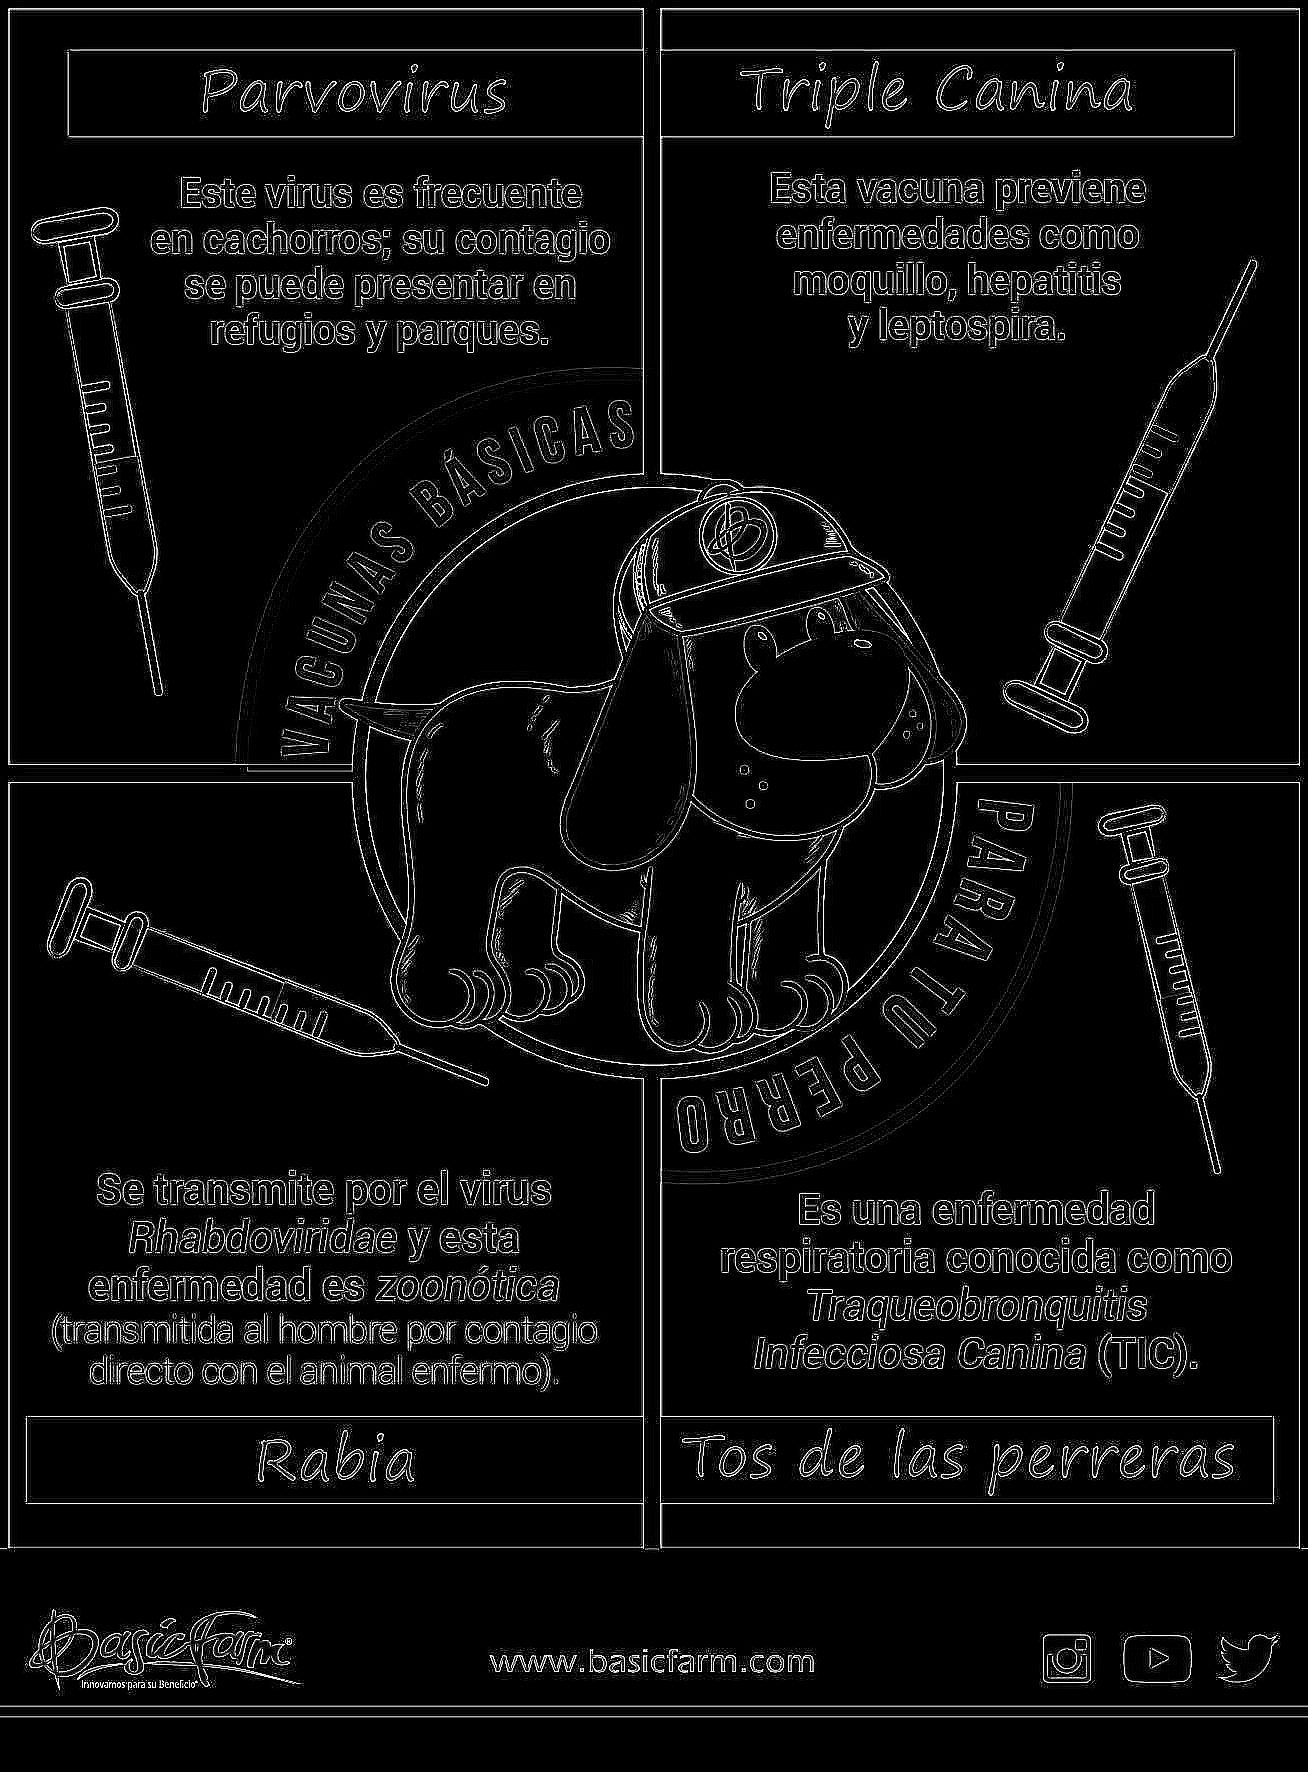 Parvovirus
Este virus es frecuente
en cachorros; su contagio
se puede presentar en
refugios y parques.
Triple Canina
Esta vacuna previene
enfermedades como
moquillo, hepatitis
y leptospira.
VACUNAS BÁSICAS
PARA TU PERRO
Se transmite por el virus
Rhabdoviridae y esta
enfermedad es zoonótica
(transmitida al hombre por contagio
directo con el animal enfermo).
Rabia
Es una enfermedad
respiratoria conocida como
Traqueobronquitis
Infecciosa Canina (TIC).
Tos de las perreras
BasicFarm®
Innovamos para su Beneficio
www.basicfarm.com